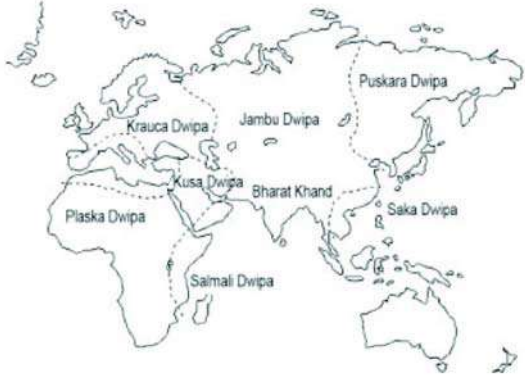 Puskara Dwipa
Jambu Dwipa
Krauca Dwipa
Kusa Dwipa
Bharat Khand
Plaska Dwipa
Saka Dwipa
Salmali Dwipa